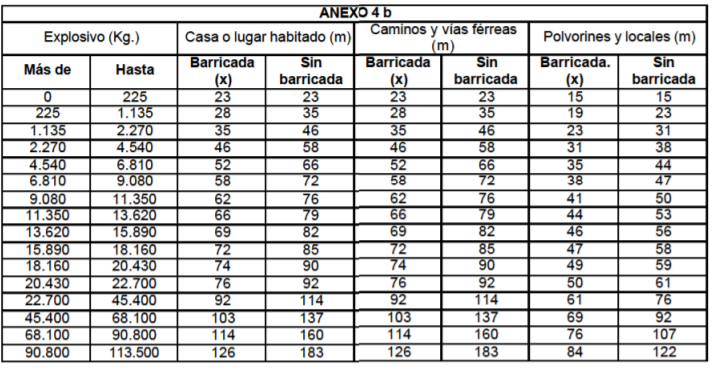 ANEXO 4 b
Explosivo (Kg.) Casa o lugar habitado (m) Caminos y vías férreas (m) Polvorines y locales (m)
Más de Hasta Barricada (x) Sin barricada Barricada (x) Sin barricada Barricada. (x) Sin barricada
0 225 23 23 23 23 15 15
225 1.135 28 35 28 35 19 23
1.135 2.270 35 46 35 46 23 31
2.270 4.540 46 58 46 58 31 38
4.540 6.810 52 66 52 66 35 44
6.810 9.080 58 72 58 72 38 47
9.080 11.350 62 76 62 76 41 50
11.350 13.620 66 79 66 79 44 53
13.620 15.890 69 82 69 82 46 56
15.890 18.160 72 85 72 85 47 58
18.160 20.430 74 90 74 90 49 59
20.430 22.700 76 92 76 92 50 61
22.700 45.400 92 114 92 114 61 76
45.400 68.100 103 137 103 137 69 92
68.100 90.800 114 160 114 160 76 107
90.800 113.500 126 183 126 183 84 122